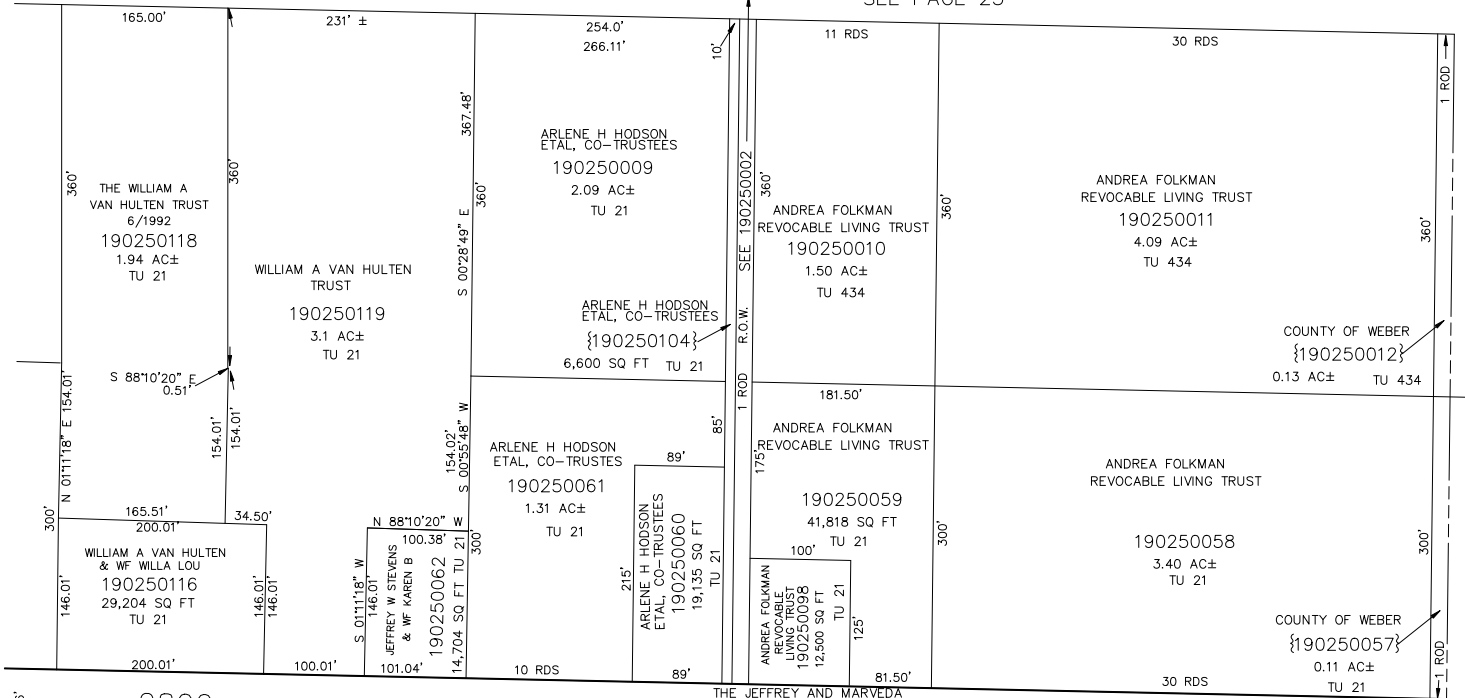 SEE PAGE 23
165.00'
231' ±
254.0'
266.11'
10'
11 RDS
30 RDS
1 ROD
360'
THE WILLIAM A
VAN HULTEN TRUST
6/1992
190250118
1.94 AC±
TU 21
360'
WILLIAM A VAN HULTEN
TRUST
190250119
3.1 AC±
TU 21
367.48'
S 00°28'49" E
360'
ARLENE H HODSON
ETAL, CO-TRUSTEES
190250009
2.09 AC±
TU 21
ARLENE H HODSON
ETAL, CO-TRUSTEES
{190250104}
6,600 SQ FT TU 21
1 ROD R.O.W. SEE 190250002
360'
ANDREA FOLKMAN
REVOCABLE LIVING TRUST
190250010
1.50 AC±
TU 434
360'
ANDREA FOLKMAN
REVOCABLE LIVING TRUST
190250011
4.09 AC±
TU 434
360'
COUNTY OF WEBER
{190250012}
0.13 AC± TU 434
S 88°10'20" E
0.51'
N 01°11'18" E 154.01'
154.01'
154.01'
300'
165.51'
34.50'
200.01'
WILLIAM A VAN HULTEN
& WF WILLA LOU
190250116
29,204 SQ FT
TU 21
146.01'
146.01'
146.01'
200.01'
100.01'
154.02'
S 00°55'48" W
N 88°10'20" W
100.38'
S 01°11'18" W
146.01'
JEFFREY W STEVENS
& WF KAREN B
190250062
14,704 SQ FT TU 21
101.04'
300'
ARLENE H HODSON
ETAL, CO-TRUSTES
190250061
1.31 AC±
TU 21
10 RDS
85'
89'
215'
ARLENE H HODSON
ETAL, CO-TRUSTEES
190250060
19,135 SQ FT
TU 21
89'
181.50'
ANDREA FOLKMAN
REVOCABLE LIVING TRUST
175'
190250059
41,818 SQ FT
TU 21
100'
ANDREA FOLKMAN
REVOCABLE
LIVING TRUST
190250098
12,500 SQ FT
TU 21
125'
81.50'
300'
ANDREA FOLKMAN
REVOCABLE LIVING TRUST
190250058
3.40 AC±
TU 21
300'
COUNTY OF WEBER
{190250057}
0.11 AC±
TU 21
1 ROD
30 RDS
THE JEFFREY AND MARVEDA